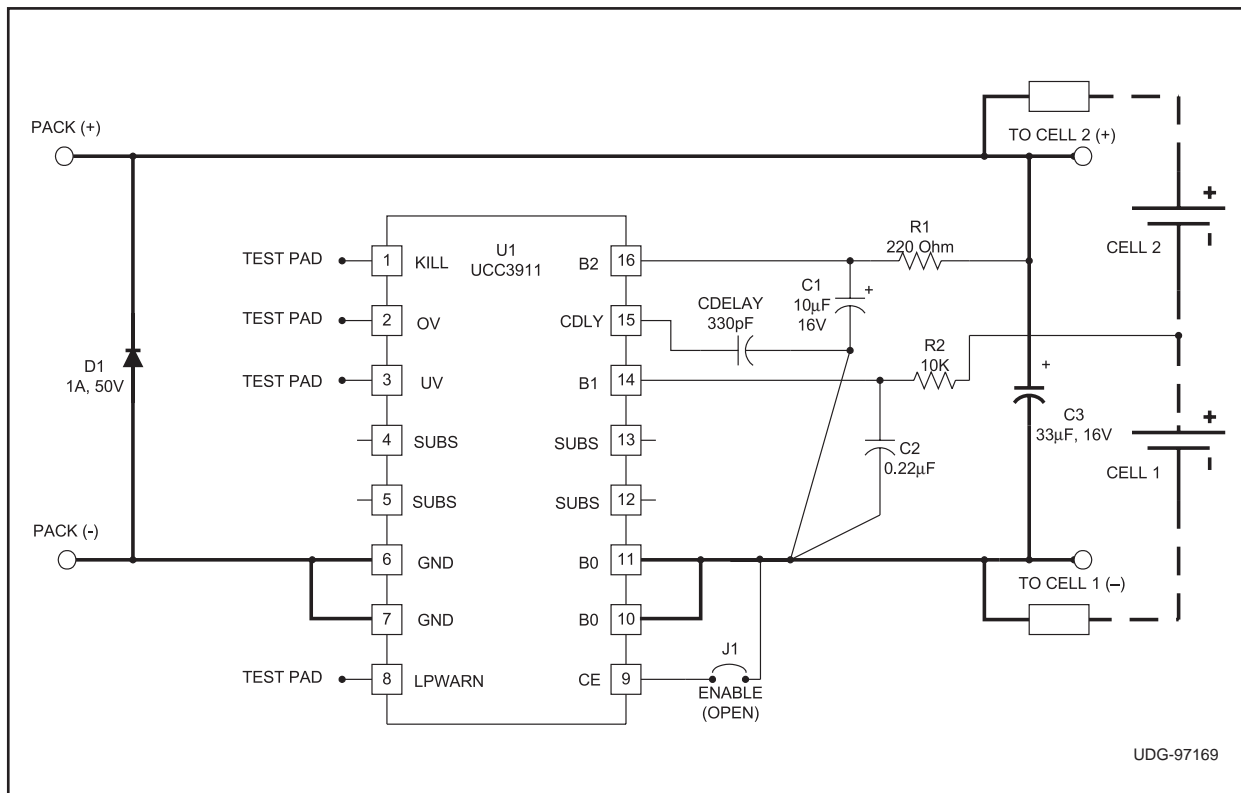 PACK (+)
TO CELL 2 (+)
+
CELL 2
TEST PAD
1
KILL
U1
UCC3911
B2
16
R1
220 Ohm
C1
10µF
16V
+
TEST PAD
2
OV
CDLY
15
CDELAY
330pF
D1
1A, 50V
TEST PAD
3
UV
B1
14
R2
10K
+
C3
33µF, 16V
+
CELL 1
4
SUBS
SUBS
13
C2
0.22µF
5
SUBS
SUBS
12
PACK (-)
6
GND
B0
11
TO CELL 1 (–)
7
GND
B0
10
TEST PAD
8
LPWARN
CE
9
J1
ENABLE
(OPEN)
UDG-97169